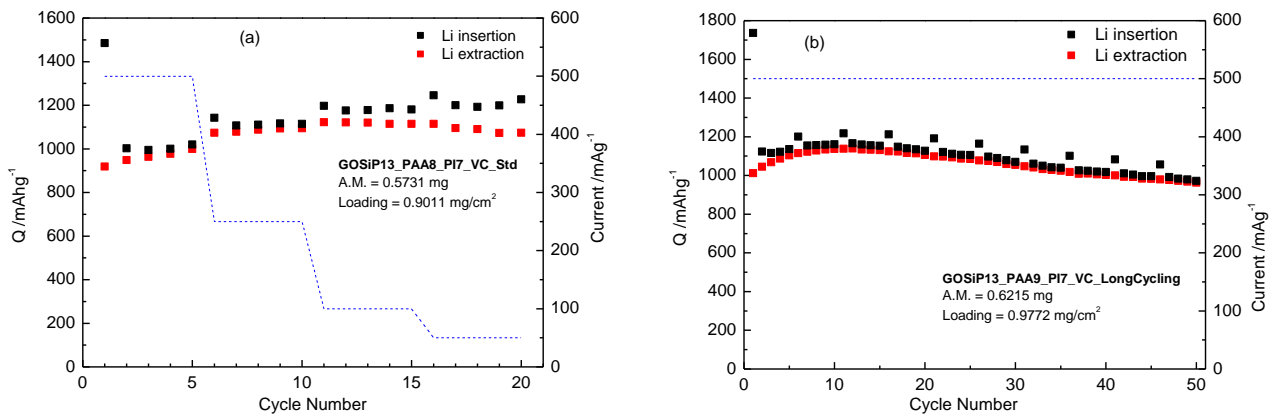 (a)
Li insertion
Li extraction
GOSiP13_PAA8_PI7_VC_Std
A.M. = 0.5731 mg
Loading = 0.9011 mg/cm²
Q /mAhg⁻¹
1600
1400
1200
1000
800
600
400
200
0
0
5
10
15
20
Cycle Number
600
500
400
300
200
100
0
Current /mAg⁻¹
(b)
Li insertion
Li extraction
GOSiP13_PAA9_PI7_VC_LongCycling
A.M. = 0.6215 mg
Loading = 0.9772 mg/cm²
Q /mAhg⁻¹
1800
1600
1400
1200
1000
800
600
400
200
0
0
10
20
30
40
50
Cycle Number
600
500
400
300
200
100
0
Current /mAg⁻¹